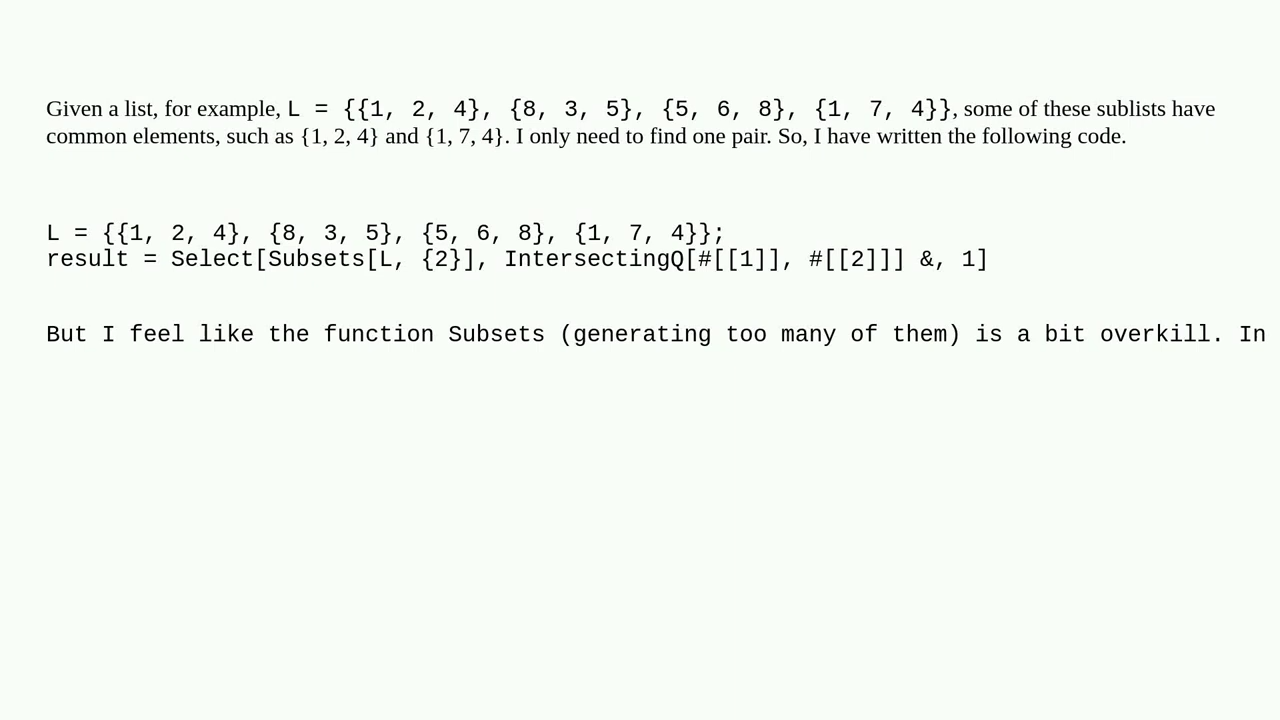 Given a list, for example, L = {{1, 2, 4}, {8, 3, 5}, {5, 6, 8}, {1, 7, 4}}, some of these sublists have
common elements, such as {1, 2, 4} and {1, 7, 4}. I only need to find one pair. So, I have written the following code.
L = {{1, 2, 4}, {8, 3, 5}, {5, 6, 8}, {1, 7, 4}};
result = Select[Subsets[L, {2}], IntersectingQ[#[[1]], #[[2]]] &, 1]
But I feel like the function Subsets (generating too many of them) is a bit overkill. In